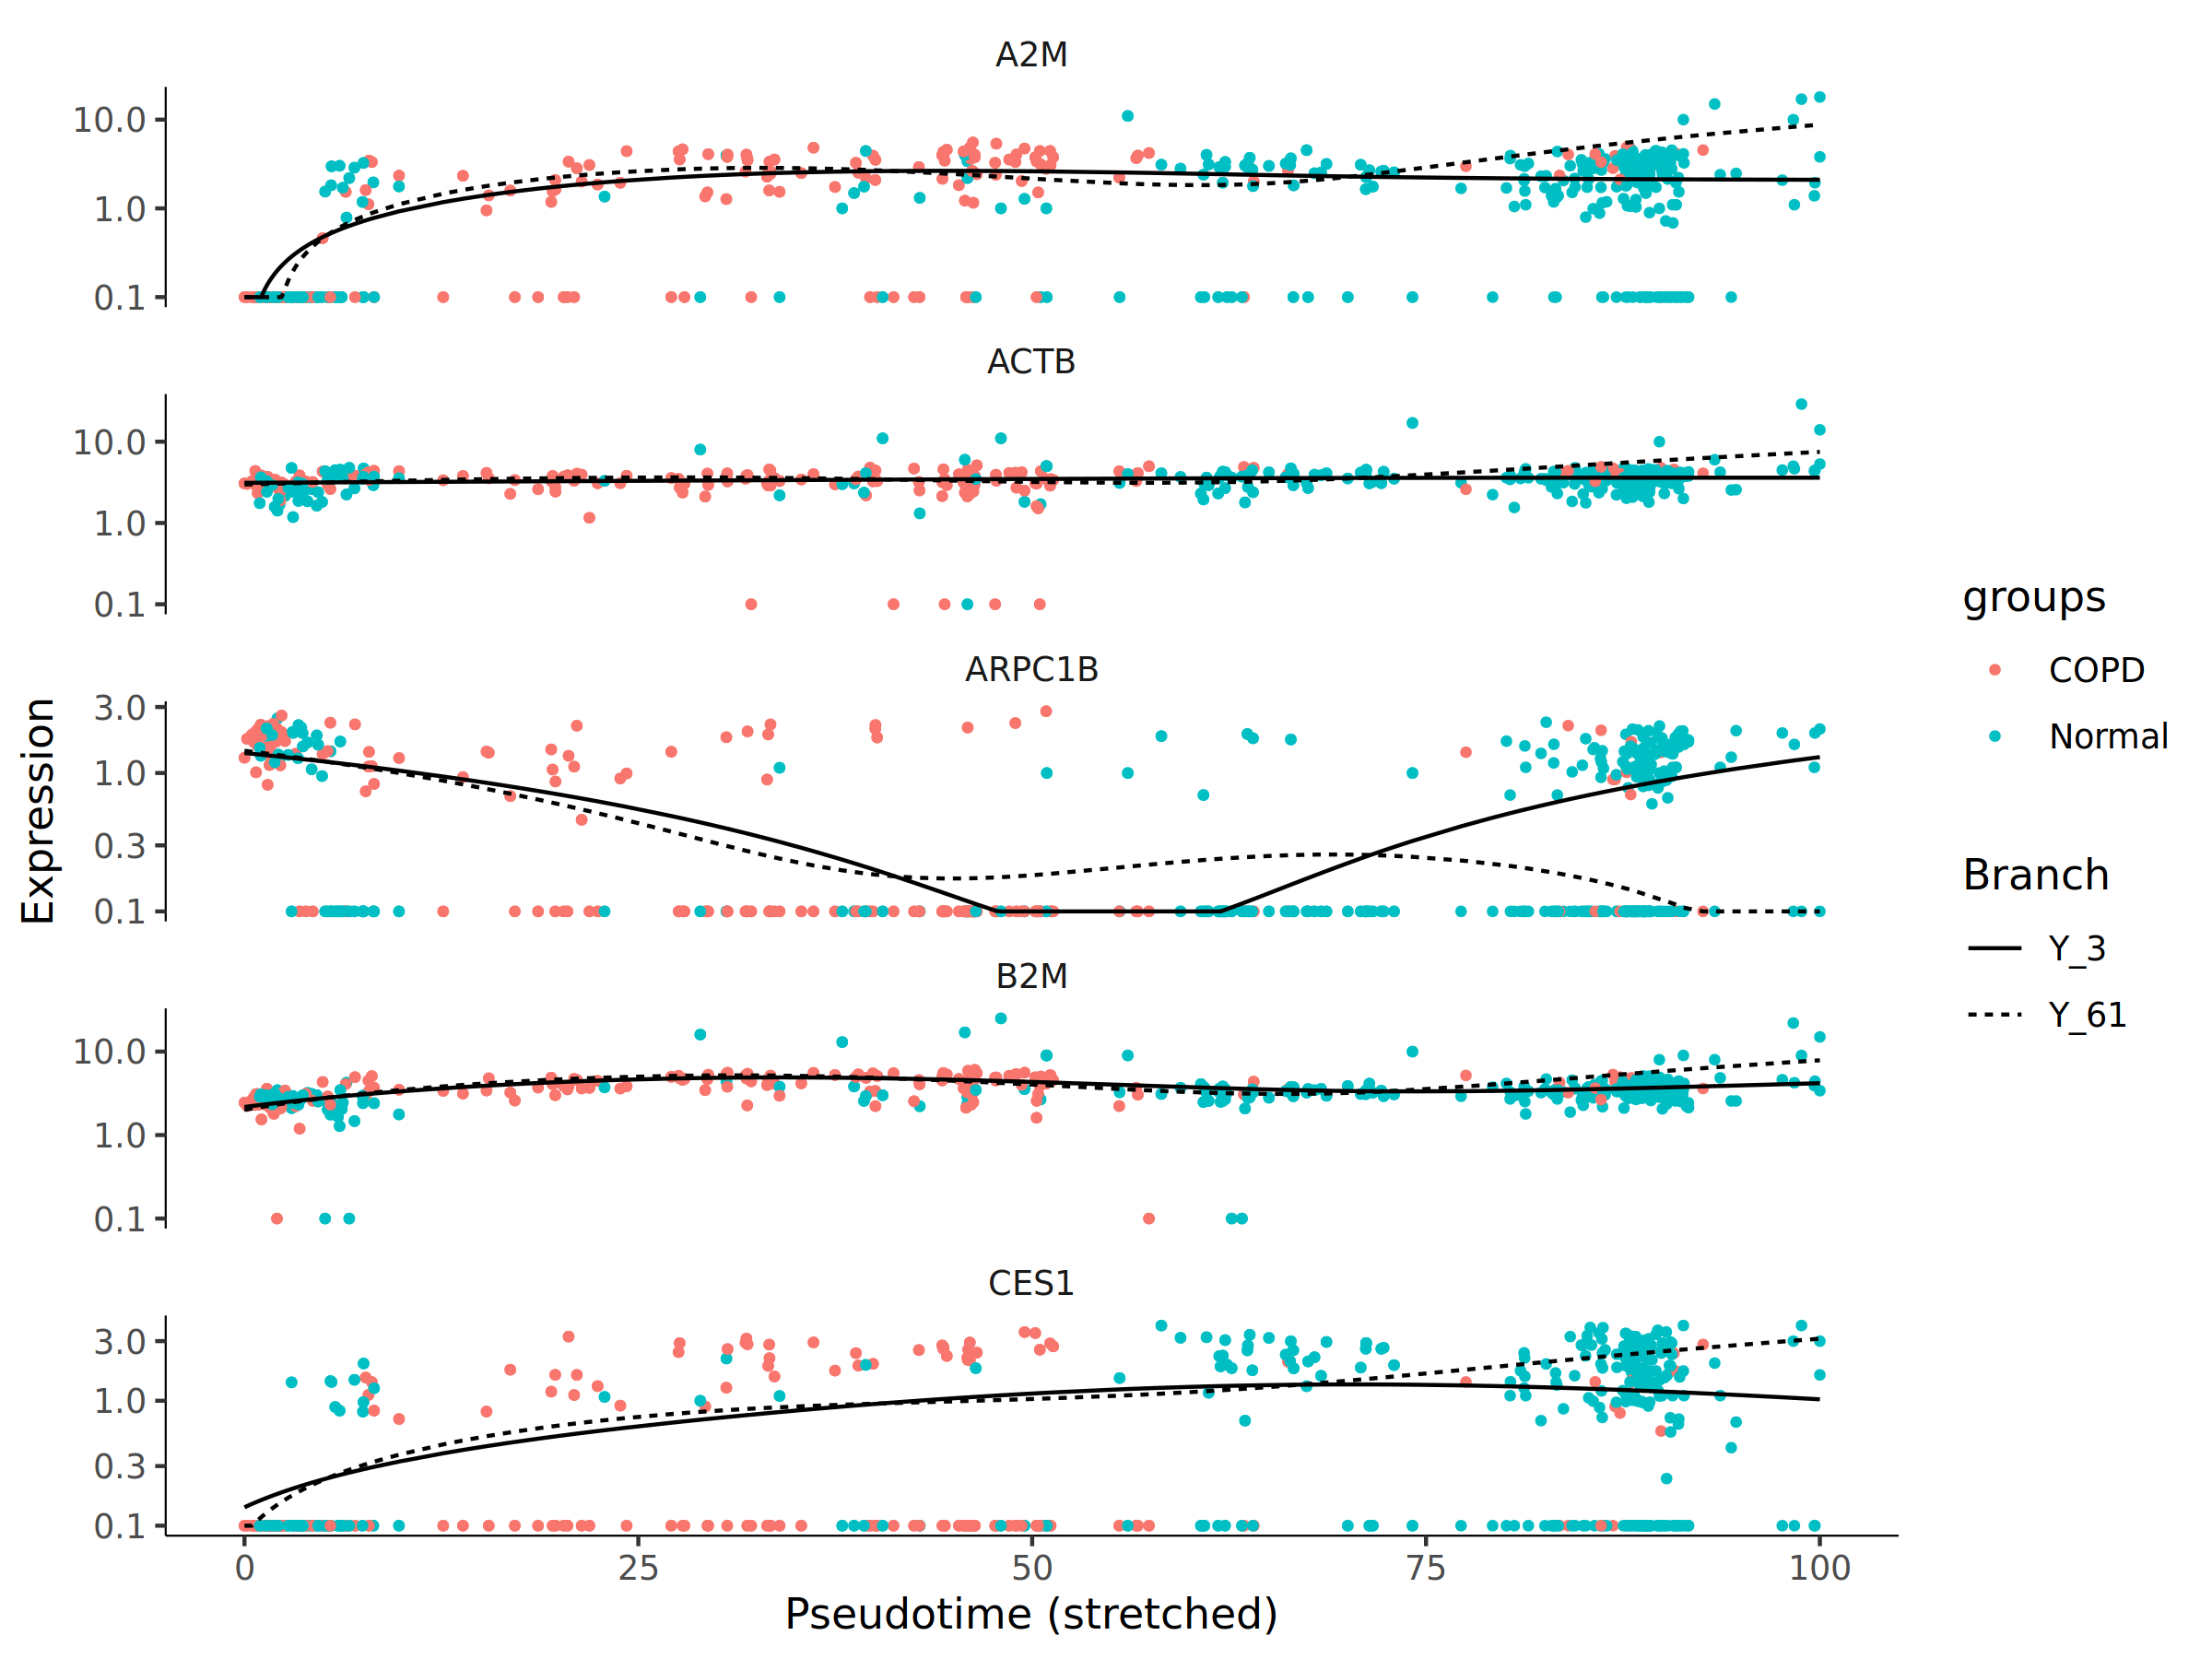 A2M
10.0
1.0
0.1
ACTB
10.0
1.0
0.1
ARPC1B
3.0
1.0
0.3
0.1
B2M
10.0
1.0
0.1
CES1
3.0
1.0
0.3
0.1
0 25 50 75 100
Pseudotime (stretched)
Expression
groups
COPD
Normal
Branch
Y_3
Y_61